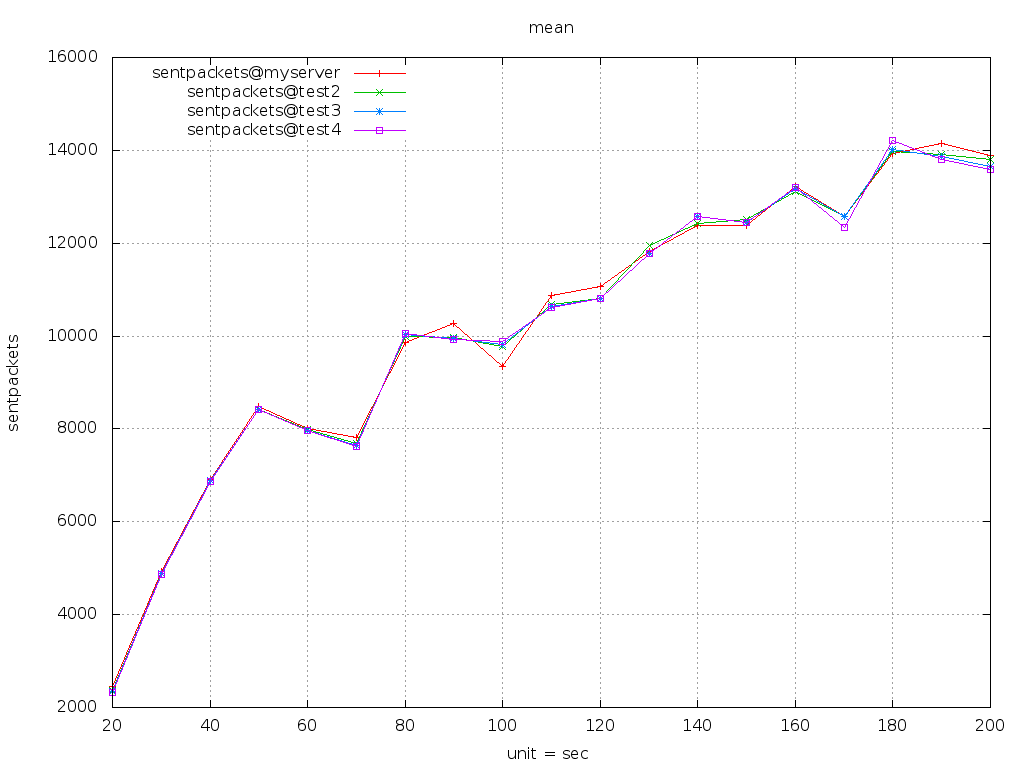 mean
16000
14000
12000
10000
8000
6000
4000
2000
sentpackets
sentpackets@myserver
sentpackets@test2
sentpackets@test3
sentpackets@test4
20 40 60 80 100 120 140 160 180 200
unit = sec